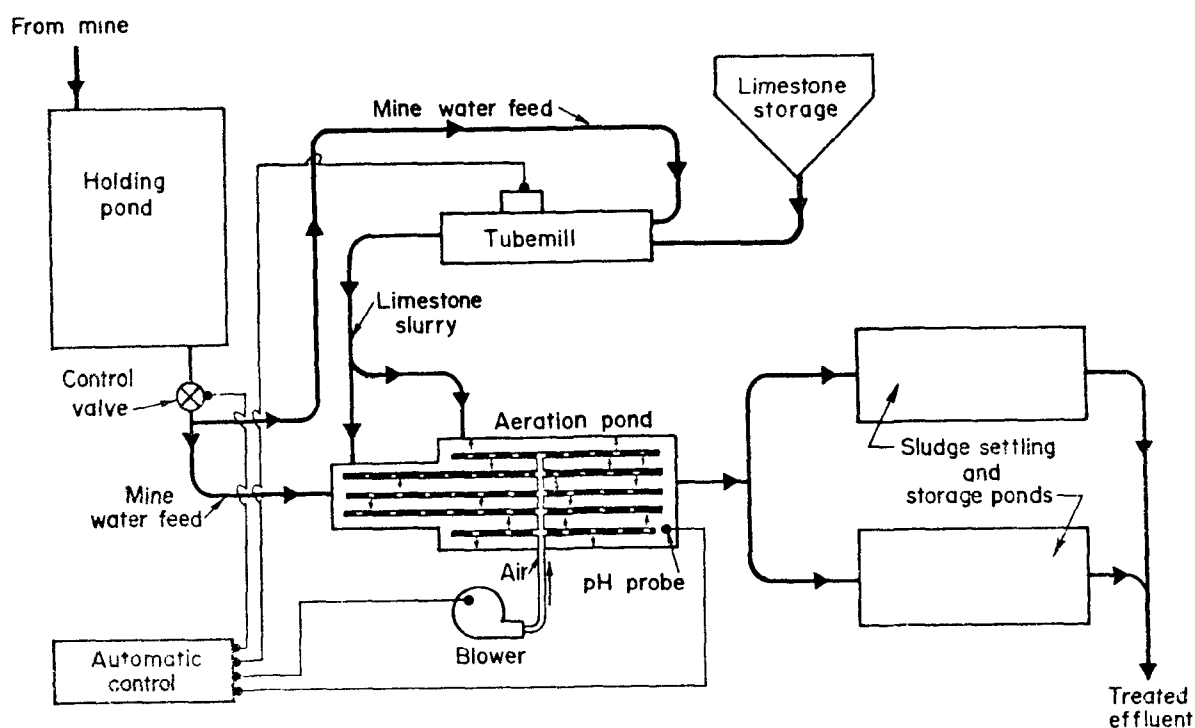 From mine
Holding
pond
Mine water feed
Limestone
storage
Tubemill
Limestone
slurry
Control
valve
Aeration pond
Mine
water feed
Air
pH probe
Blower
Automatic
control
Sludge settling
and
storage ponds
Treated
effluent